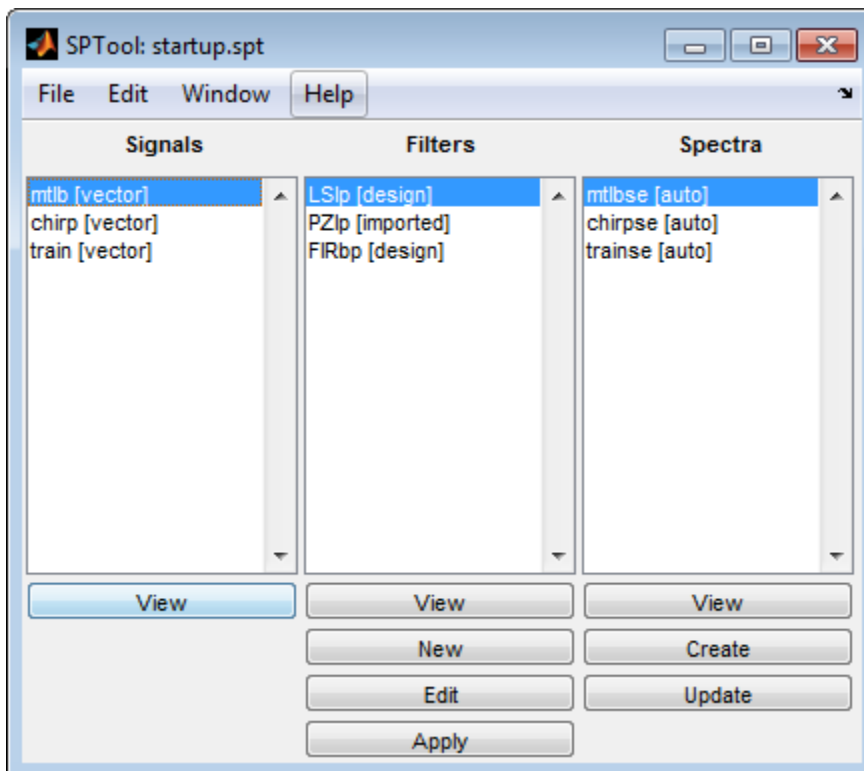 SPTool: startup.spt
File Edit Window Help
Signals Filters Spectra
mtlb [vector] LSlp [design] mtlbse [auto]
chirp [vector] PZlp [imported] chirpse [auto]
train [vector] FIRbp [design] trainse [auto]
View View View
New Create
Edit Update
Apply